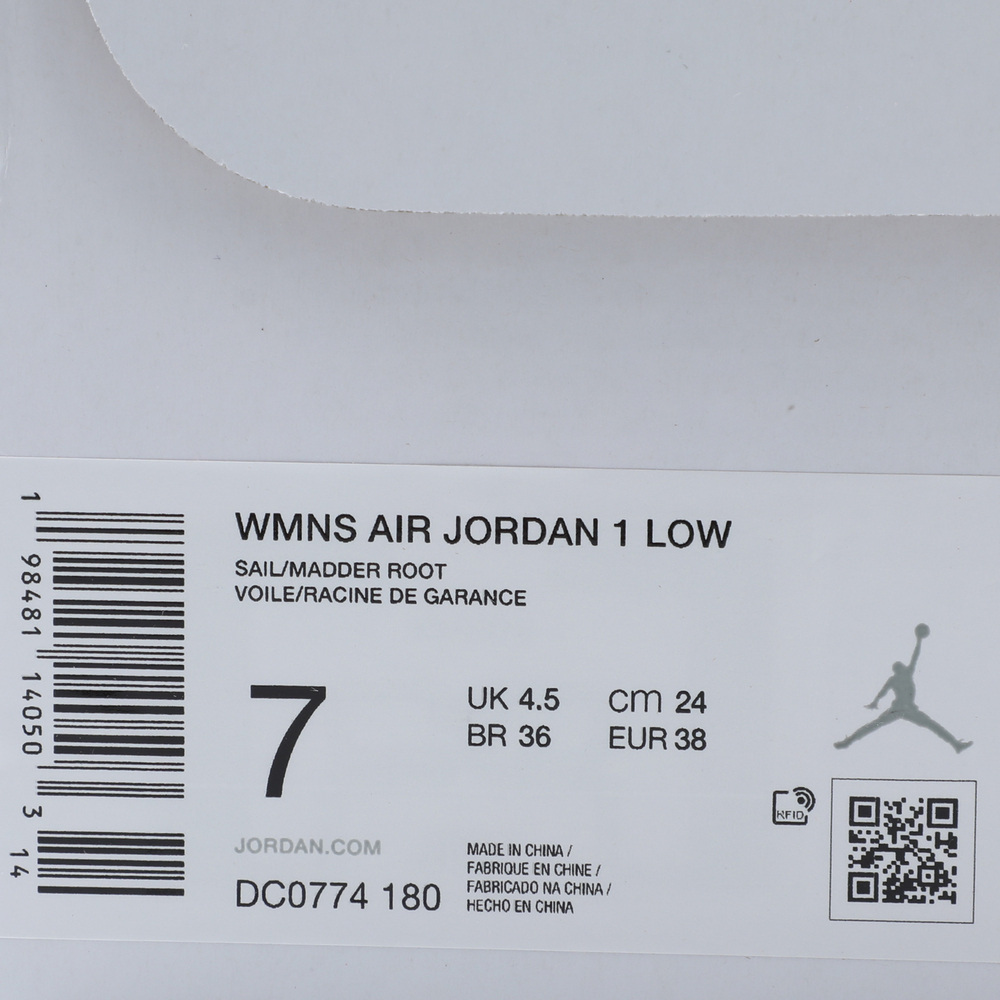 WMNS AIR JORDAN 1 LOW
SAIL/MADDER ROOT
VOILE/RACINE DE GARANCE
7
UK 4.5
cm 24
BR 36
EUR 38
JORDAN.COM
DC0774 180
MADE IN CHINA /
FABRIQUE EN CHINE /
FABRICADO NA CHINA /
HECHO EN CHINA
RFID
1 98481 14050 3 14